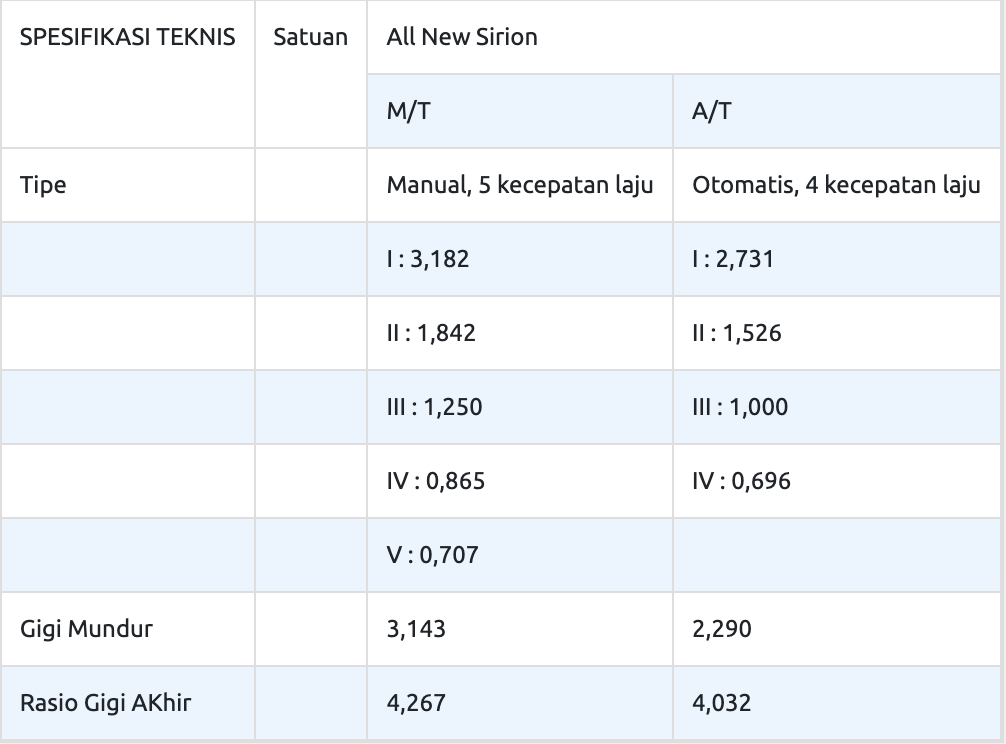 SPESIFIKASI TEKNIS Satuan All New Sirion
M/T A/T
Tipe Manual, 5 kecepatan laju Otomatis, 4 kecepatan laju
I : 3,182 I : 2,731
II : 1,842 II : 1,526
III : 1,250 III : 1,000
IV : 0,865 IV : 0,696
V : 0,707
Gigi Mundur 3,143 2,290
Rasio Gigi AKhir 4,267 4,032